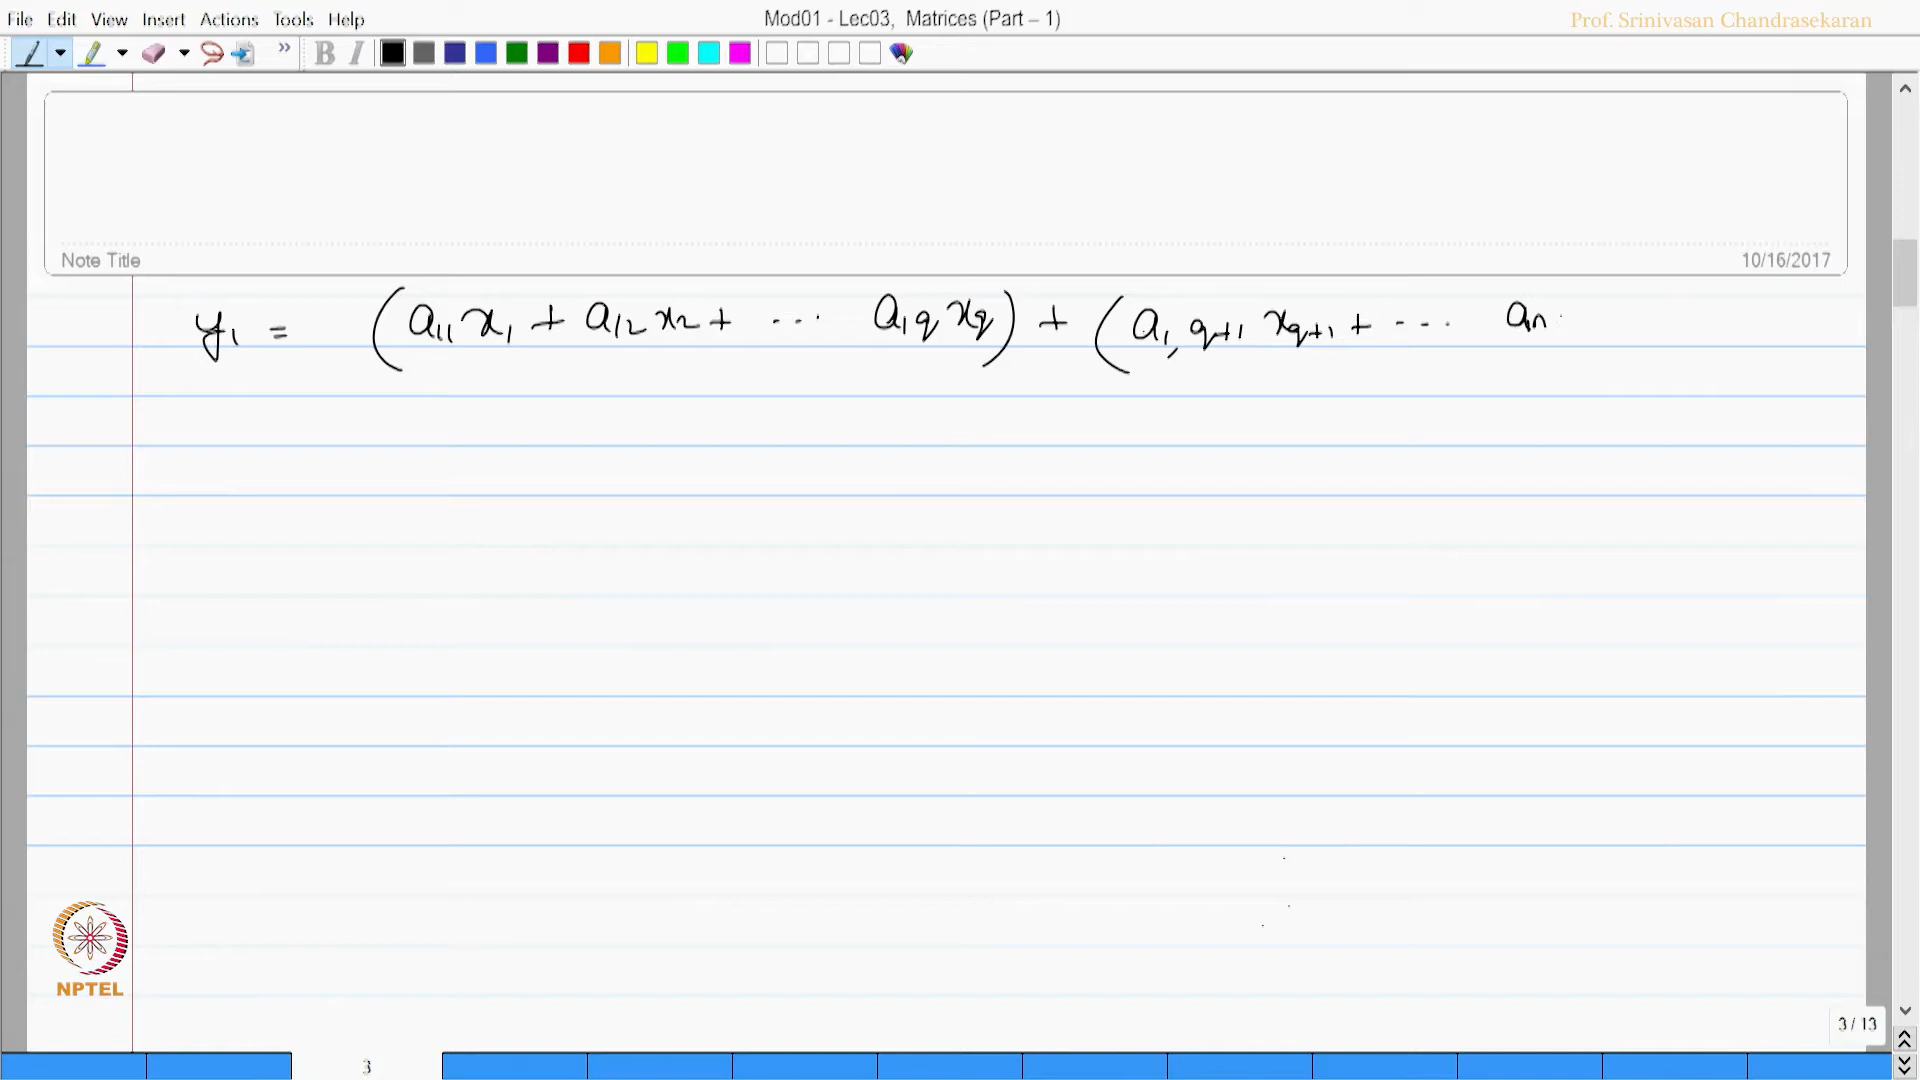 File Edit View Insert Actions Tools Help Mod01 - Lec03, Matrices (Part – 1) Prof. Srinivasan Chandrasekaran
» B I
Note Title 10/16/2017
y₁ = (a₁₁ x₁ + a₁₂ x₂ + ... a₁q xq) + (a₁, q+1 xq+1 + ... a₁n
NPTEL
3 / 13
3